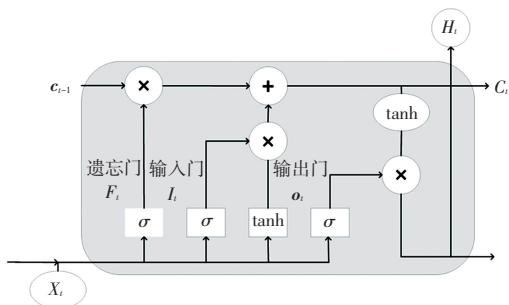 H_t
c_{t-1}
×
+
C_t
tanh
×
遗忘门 输入门 输出门
F_t I_t o_t
×
σ σ tanh σ
X_t